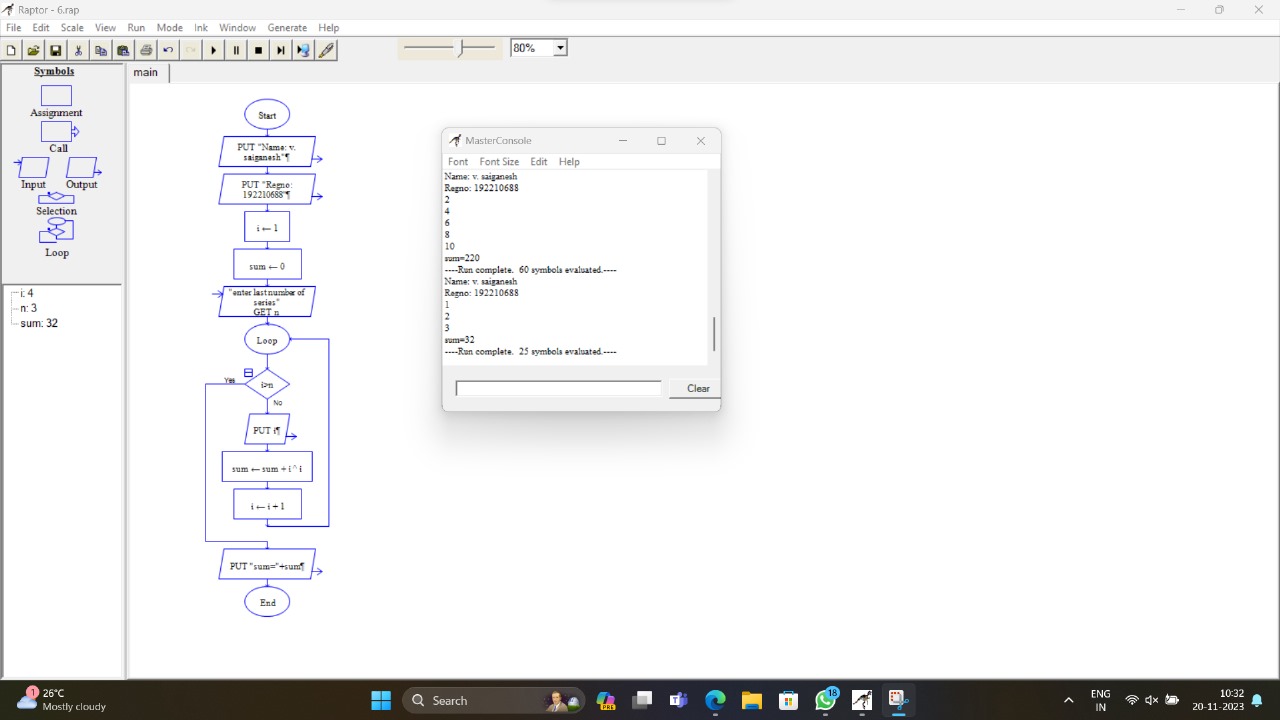 Raptor - 6.rap
File Edit Scale View Run Mode Ink Window Generate Help
80%
Symbols
Assignment
Call
Input Output
Selection
Loop
i: 4
n: 3
sum: 32
main
Start
PUT "Name: v.
saiganesh"¶
PUT "Regno:
192210688"¶
i ← 1
sum ← 0
"enter last number of
series"
GET n
Loop
Yes
i>n
No
PUT i¶
sum ← sum + i ^ i
i ← i + 1
PUT "sum="+sum¶
End
MasterConsole
Font Font Size Edit Help
Name: v. saiganesh
Regno: 192210688
2
4
6
8
10
sum=220
----Run complete. 60 symbols evaluated.----
Name: v. saiganesh
Regno: 192210688
1
2
3
sum=32
----Run complete. 25 symbols evaluated.----
Clear
1
26°C
Mostly cloudy
Search
PRE
18
ENG
IN
10:32
20-11-2023